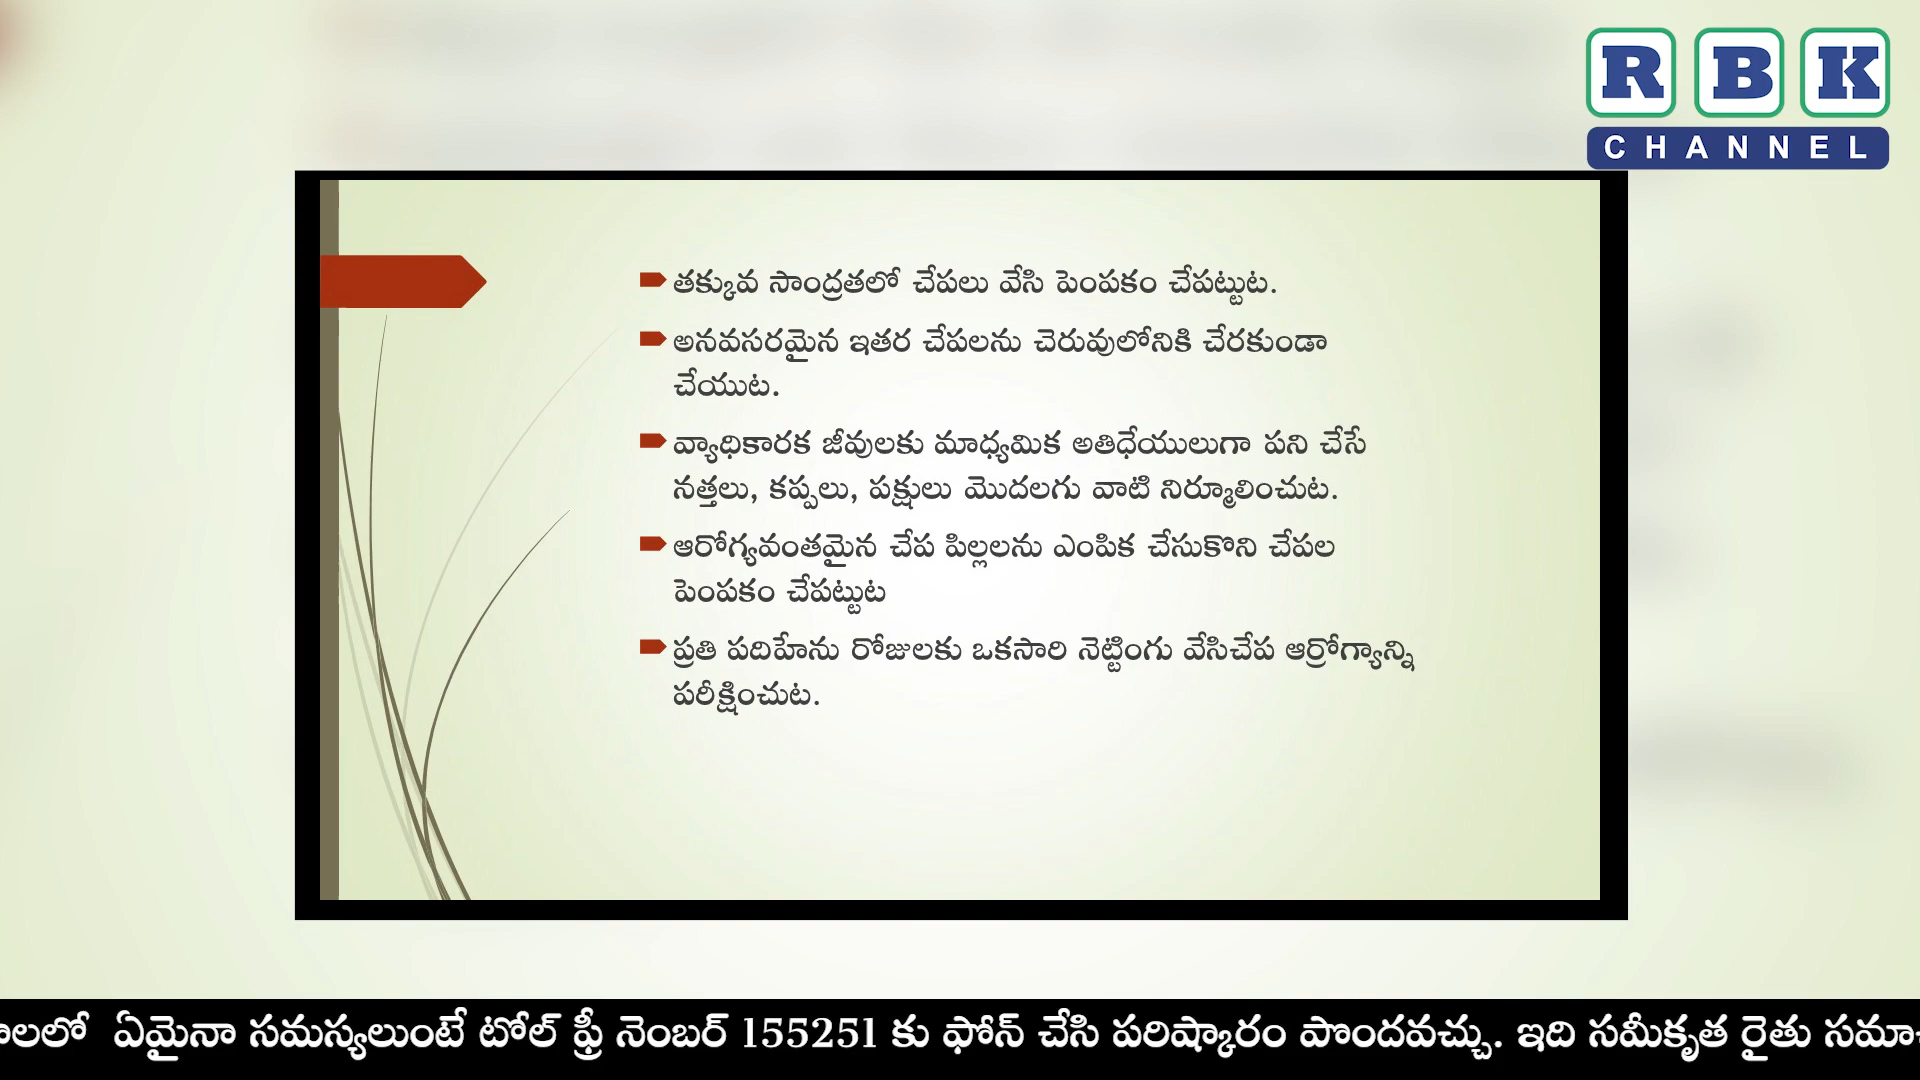 R B K
CHANNEL
తక్కువ సాంద్రతలో చేపలు వేసి పెంపకం చేపట్టుట.
అనవసరమైన ఇతర చేపలను చెరువులోనికి చేరకుండా
చేయుట.
వ్యాధికారక జీవులకు మాధ్యమిక అతిధేయులుగా పని చేసే
నత్తలు, కప్పలు, పక్షులు మొదలగు వాటి నిర్మూలించుట.
ఆరోగ్యవంతమైన చేప పిల్లలను ఎంపిక చేసుకొని చేపల
పెంపకం చేపట్టుట
ప్రతి పదిహేను రోజులకు ఒకసారి నెట్టింగు వేసిచేప ఆర్రోగ్యాన్ని
పరీక్షించుట.
ఏమైనా సమస్యలుంటే టోల్ ఫ్రీ నెంబర్ 155251 కు ఫోన్ చేసి పరిష్కారం పొందవచ్చు. ఇది సమీకృత రైతు